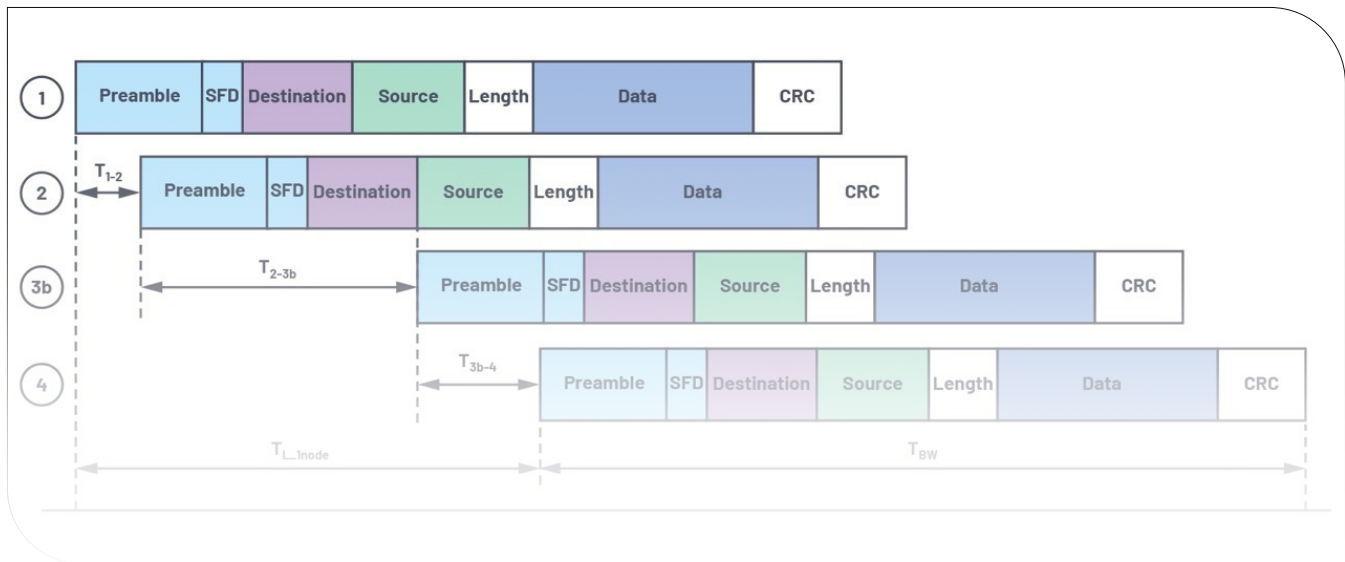 1 Preamble SFD Destination Source Length Data CRC
T1-2
2 Preamble SFD Destination Source Length Data CRC
T2-3b
3b Preamble SFD Destination Source Length Data CRC
T3b-4
4 Preamble SFD Destination Source Length Data CRC
TL_1node TBW